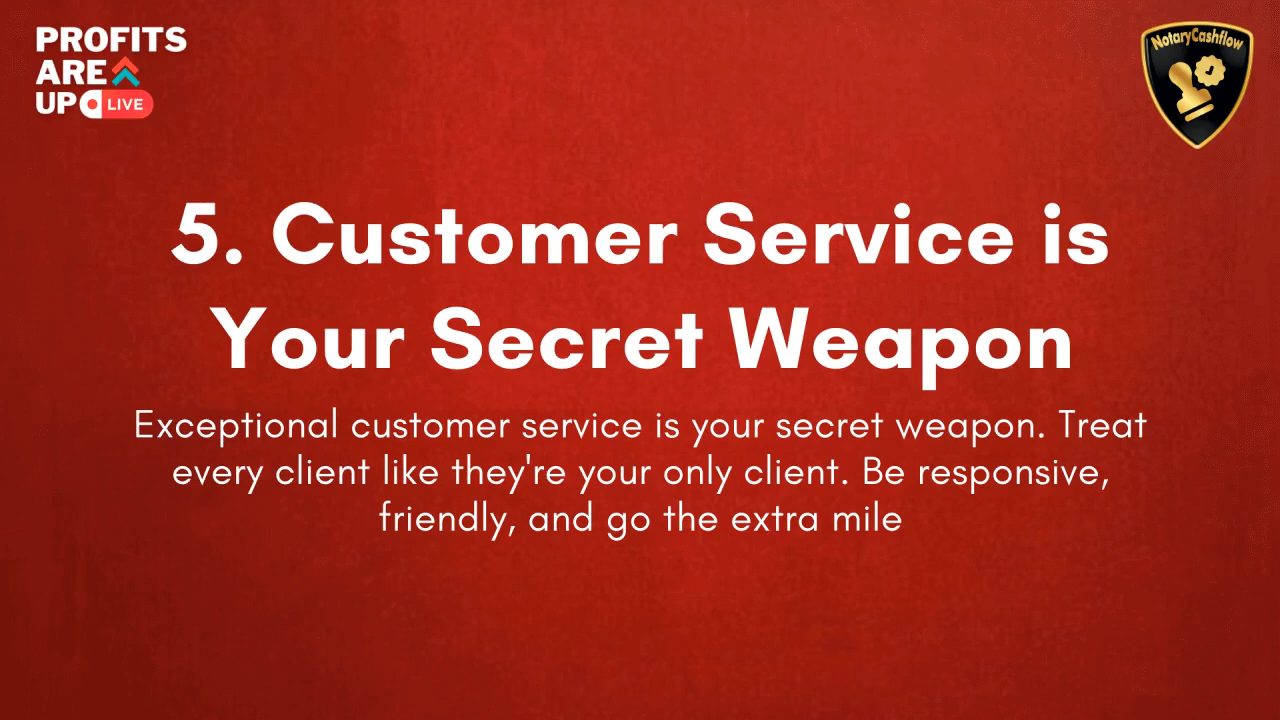 PROFITS
ARE
UP LIVE
NotaryCashflow
5. Customer Service is
Your Secret Weapon
Exceptional customer service is your secret weapon. Treat
every client like they're your only client. Be responsive,
friendly, and go the extra mile